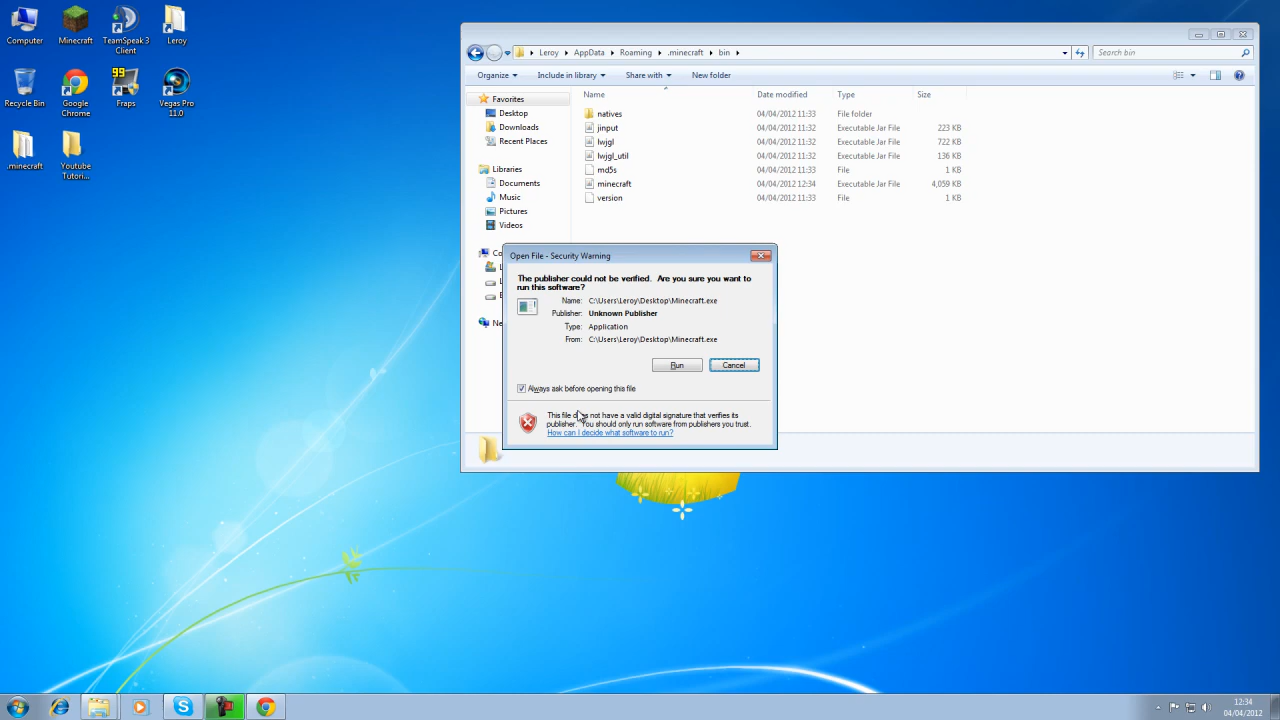 Computer
Minecraft
TeamSpeak 3
Client
Leroy
Recycle Bin
Google
Chrome
99
Fraps
Vegas Pro
11.0
.minecraft
Youtube
Tutori...
Leroy
AppData
Roaming
.minecraft
bin
Search bin
Organize
Include in library
Share with
New folder
Favorites
Desktop
Downloads
Recent Places
Libraries
Documents
Music
Pictures
Videos
Name
Date modified
Type
Size
natives
04/04/2012 11:33
File folder
jinput
04/04/2012 11:32
Executable Jar File
223 KB
lwjgl
04/04/2012 11:32
Executable Jar File
722 KB
lwjgl_util
04/04/2012 11:32
Executable Jar File
136 KB
md5s
04/04/2012 11:33
File
1 KB
minecraft
04/04/2012 12:34
Executable Jar File
4,059 KB
version
04/04/2012 11:33
File
1 KB
Open File - Security Warning
The publisher could not be verified. Are you sure you want to
run this software?
Name: C:\Users\Leroy\Desktop\Minecraft.exe
Publisher: Unknown Publisher
Type: Application
From: C:\Users\Leroy\Desktop\Minecraft.exe
Run
Cancel
Always ask before opening this file
This file does not have a valid digital signature that verifies its
publisher. You should only run software from publishers you trust.
How can I decide what software to run?
12:34
04/04/2012